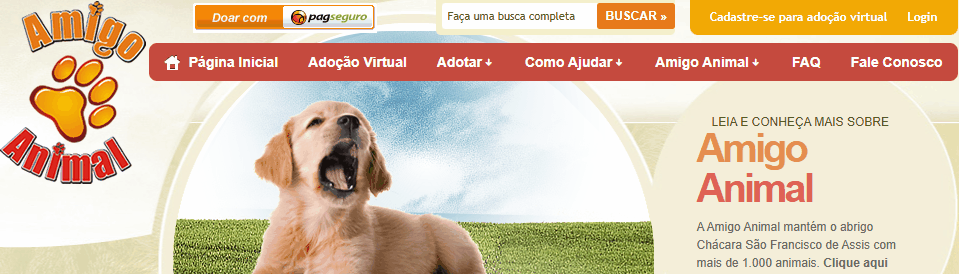 Amigo
Animal
Doar com pagseguro
Faça uma busca completa
BUSCAR »
Cadastre-se para adoção virtual Login
Página Inicial Adoção Virtual Adotar Como Ajudar Amigo Animal FAQ Fale Conosco
LEIA E CONHEÇA MAIS SOBRE
Amigo
Animal
A Amigo Animal mantém o abrigo
Chácara São Francisco de Assis com
mais de 1.000 animais. Clique aqui